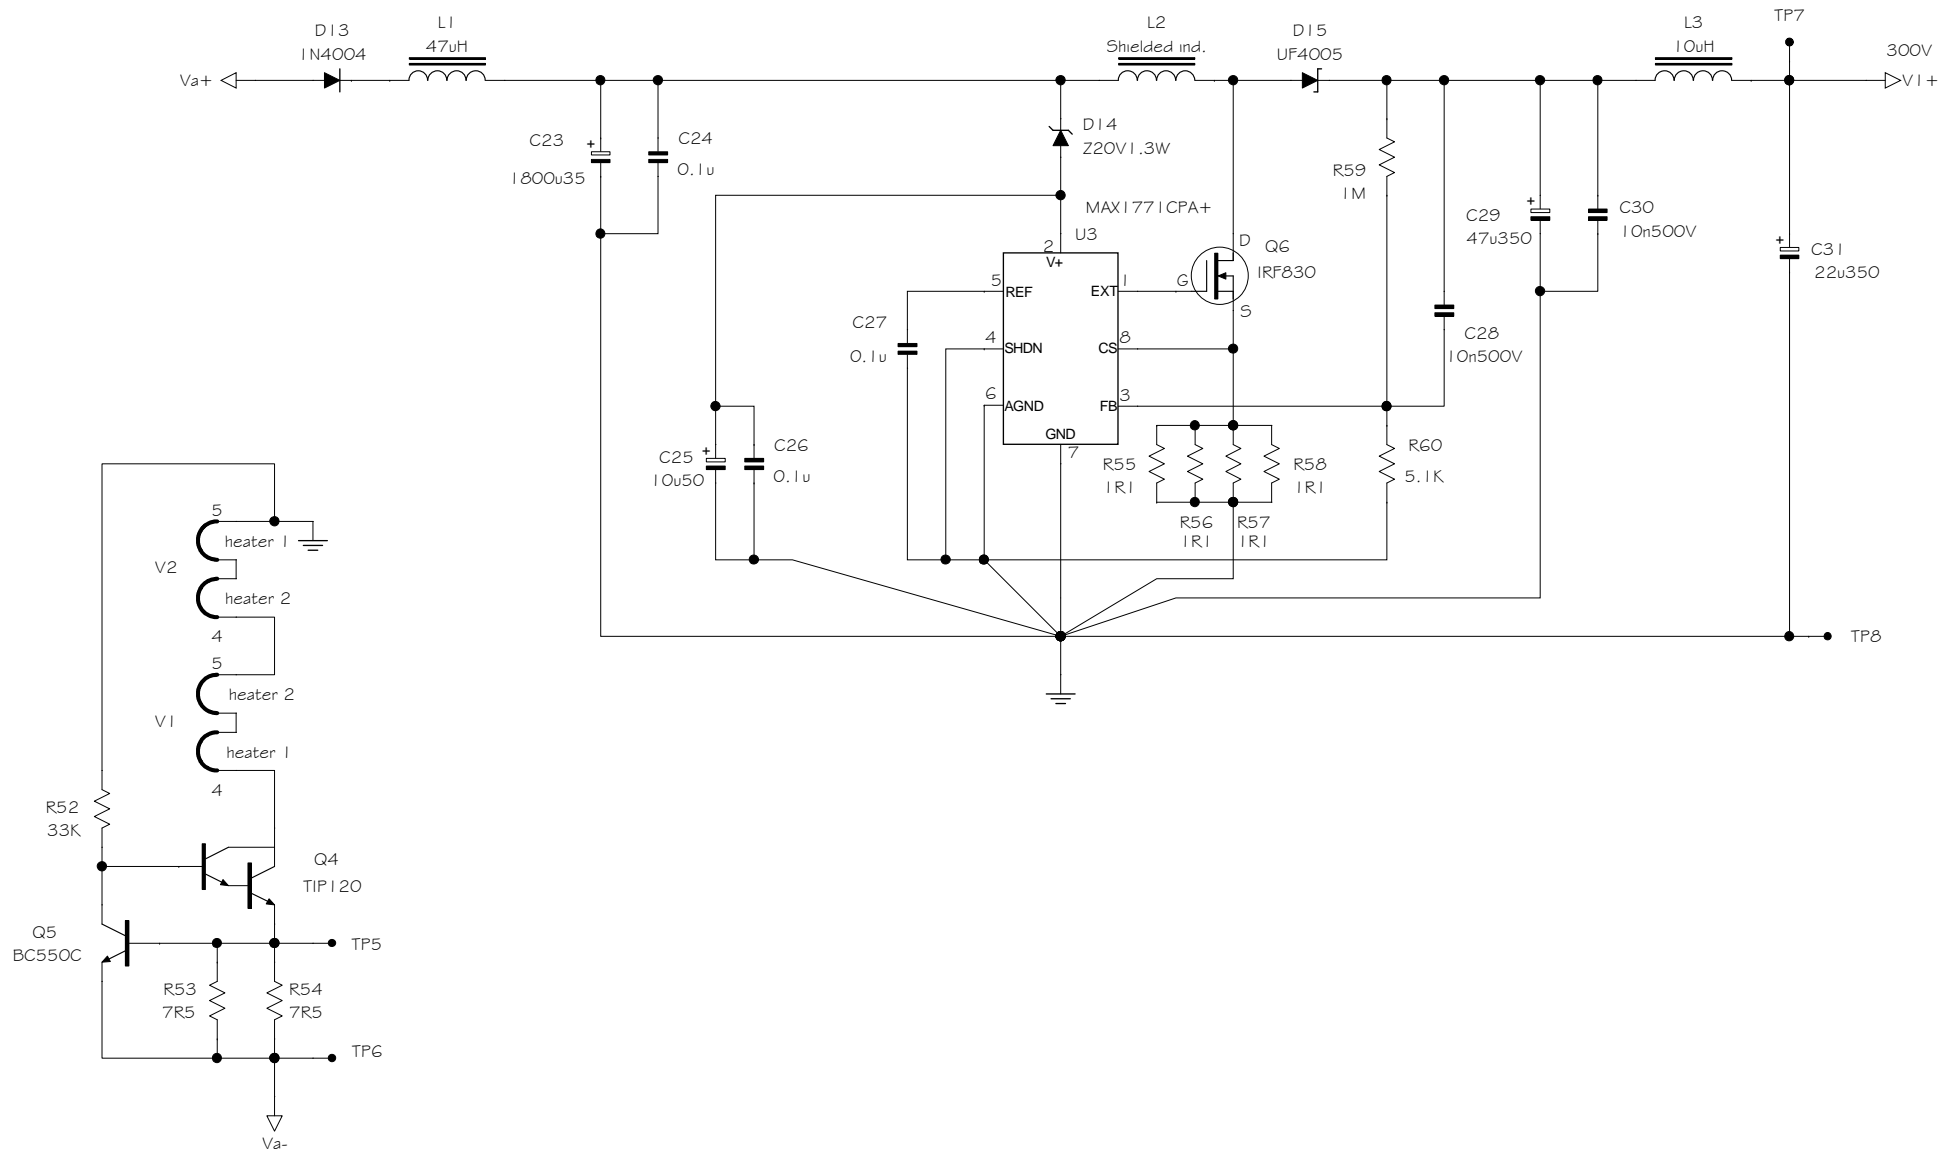 D13
1N4004
L1
47uH
L2
Shielded ind.
D15
UF4005
L3
10uH
TP7
300V
Va+
V1+
C23
+
1800u35
C24
0.1u
D14
Z20V1.3W
R59
1M
C29
+
47u350
C30
10n500V
C31
+
22u350
MAX1771CPA+
U3
2
V+
5
REF
EXT
1
4
SHDN
CS
8
6
AGND
FB
3
GND
7
D
G
S
Q6
IRF830
C27
0.1u
C28
10n500V
C25
+
10u50
C26
0.1u
R55
1R1
R58
1R1
R56
1R1
R57
1R1
R60
5.1K
5
heater 1
V2
heater 2
4
5
heater 2
V1
heater 1
4
TP8
R52
33K
Q4
TIP120
Q5
BC550C
TP5
R53
7R5
R54
7R5
TP6
Va-